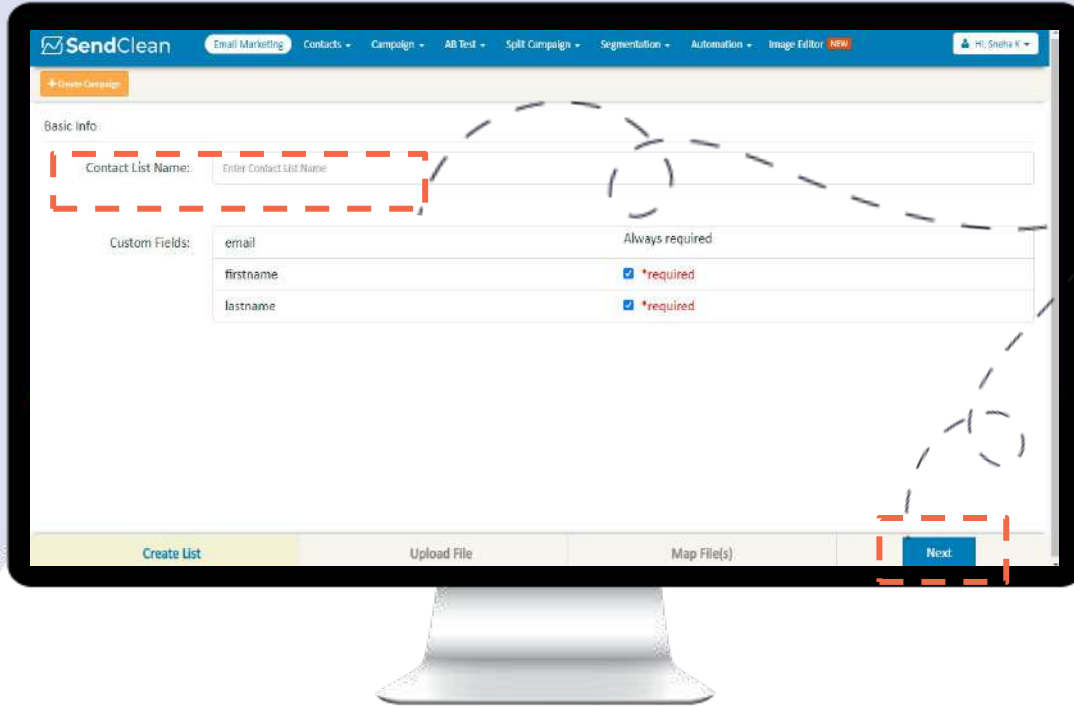 SendClean Email Marketing Contacts Campaign AB Test Split Campaign Segmentation Automation Image Editor NEW Hi, Sneha K
+Create Campaign
Basic Info
Contact List Name: Enter Contact List Name
Custom Fields: email Always required
firstname *required
lastname *required
Create List Upload File Map File(s) Next